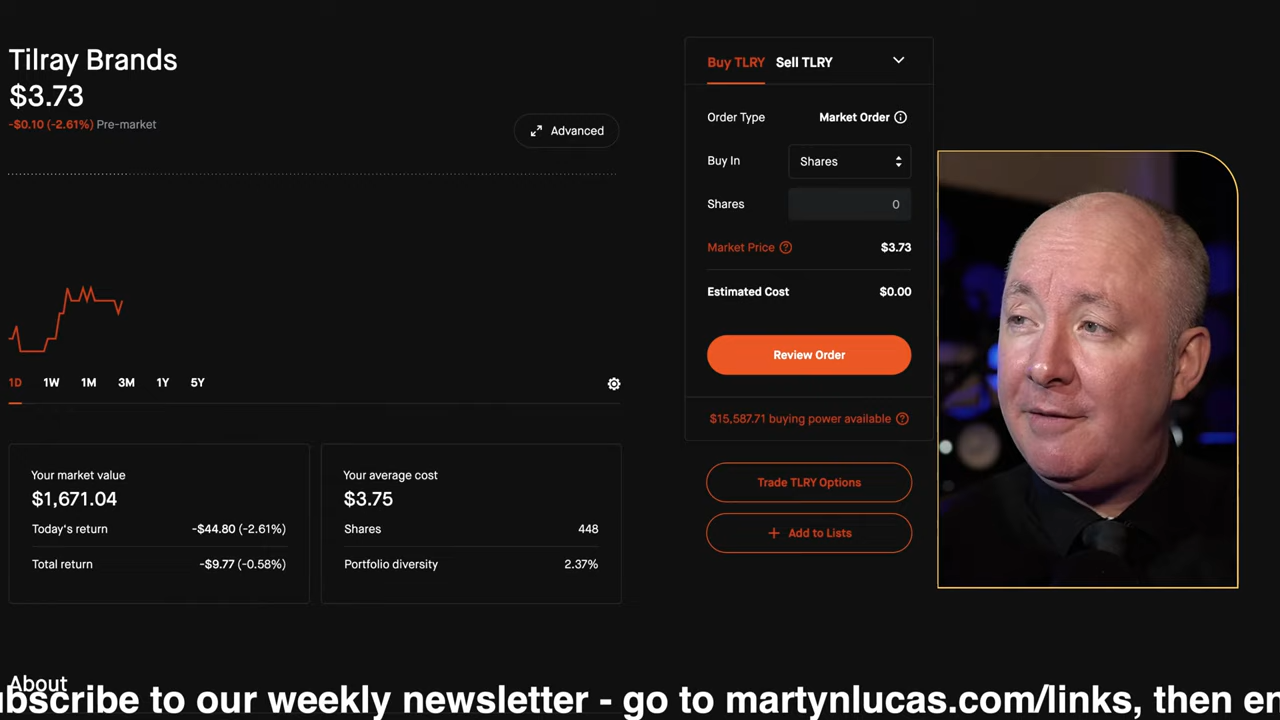 Tilray Brands
$3.73
-$0.10 (-2.61%) Pre-market
Advanced
1D 1W 1M 3M 1Y 5Y
Your market value
$1,671.04
Today's return -$44.80 (-2.61%)
Total return -$9.77 (-0.58%)
Your average cost
$3.75
Shares 448
Portfolio diversity 2.37%
About
Buy TLRY Sell TLRY
Order Type Market Order
Buy In Shares
Shares 0
Market Price $3.73
Estimated Cost $0.00
Review Order
$15,587.71 buying power available
Trade TLRY Options
+ Add to Lists
ubscribe to our weekly newsletter - go to martynlucas.com/links, then en